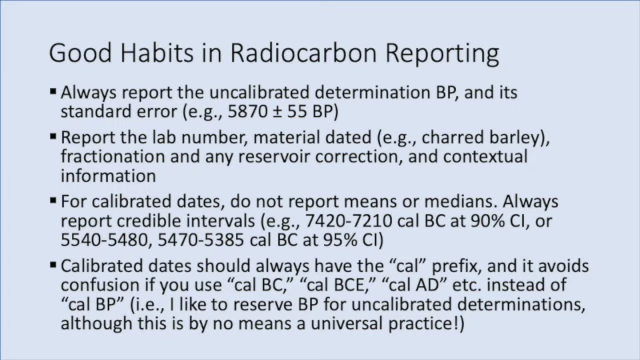 Good Habits in Radiocarbon Reporting
▪ Always report the uncalibrated determination BP, and its
standard error (e.g., 5870 ± 55 BP)
▪ Report the lab number, material dated (e.g., charred barley),
fractionation and any reservoir correction, and contextual
information
▪ For calibrated dates, do not report means or medians. Always
report credible intervals (e.g., 7420-7210 cal BC at 90% CI, or
5540-5480, 5470-5385 cal BC at 95% CI)
▪ Calibrated dates should always have the “cal” prefix, and it avoids
confusion if you use “cal BC,” “cal BCE,” “cal AD” etc. instead of
“cal BP” (i.e., I like to reserve BP for uncalibrated determinations,
although this is by no means a universal practice!)